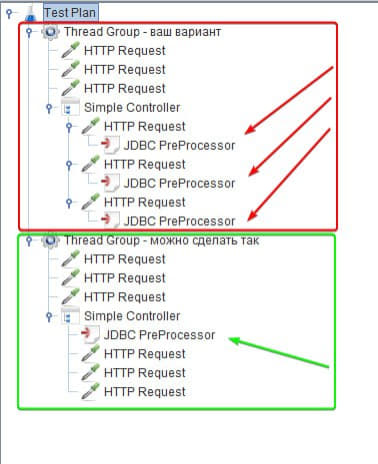 Test Plan
Thread Group - ваш вариант
HTTP Request
HTTP Request
HTTP Request
Simple Controller
HTTP Request
JDBC PreProcessor
HTTP Request
JDBC PreProcessor
HTTP Request
JDBC PreProcessor
Thread Group - можно сделать так
HTTP Request
HTTP Request
HTTP Request
Simple Controller
JDBC PreProcessor
HTTP Request
HTTP Request
HTTP Request